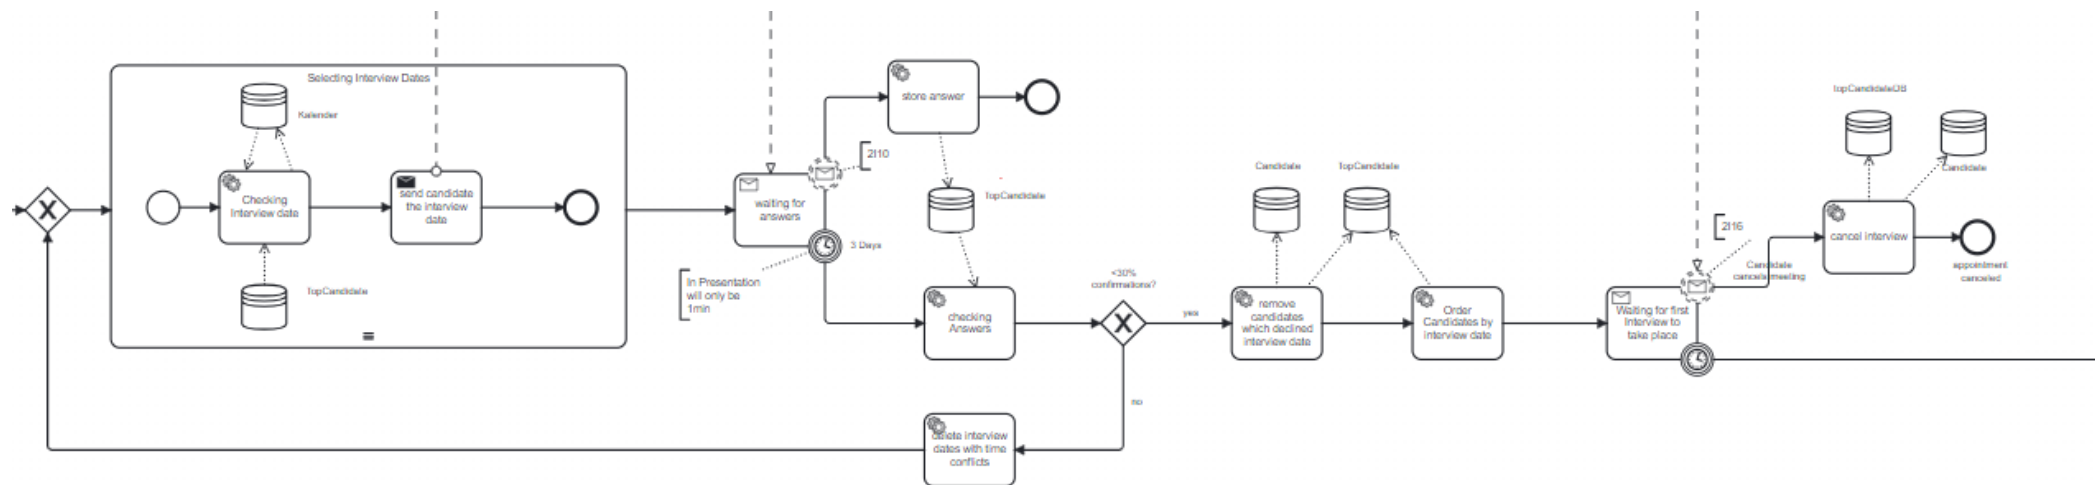 Selecting Interview Dates
Kalender
Checking
Interview date
send candidate
the interview
date
TopCandidate
waiting for
answers
2I10
3 Days
In Presentation
will only be
1min
store answer
TopCandidate
checking
Answers
<30%
confirmations?
yes
no
delete interview
dates with time
conflicts
Candidate
TopCandidate
remove
candidates
which declined
interview date
Order
Candidates by
interview date
Waiting for first
Interview to
take place
2I16
Candidate
cancels meeting
topCandidateDB
Candidate
cancel interview
appointment
canceled